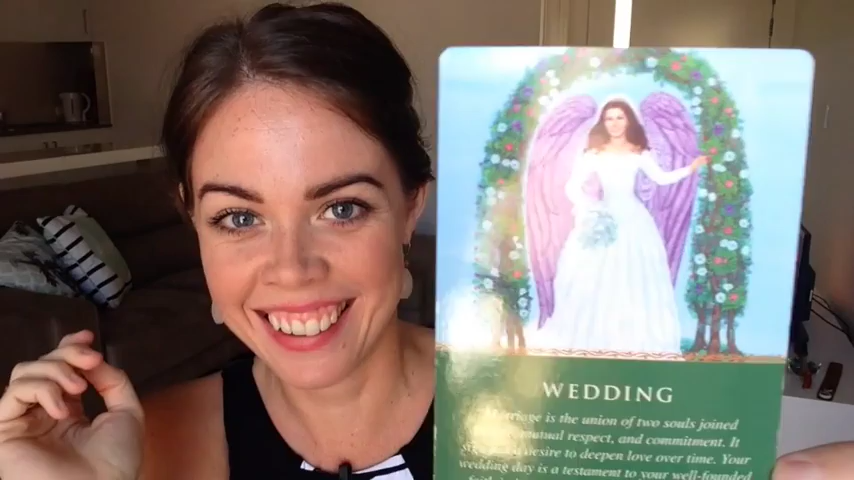 WEDDING
Marriage is the union of two souls joined
mutual respect, and commitment. It
desire to deepen love over time. Your
wedding day is a testament to your well-founded